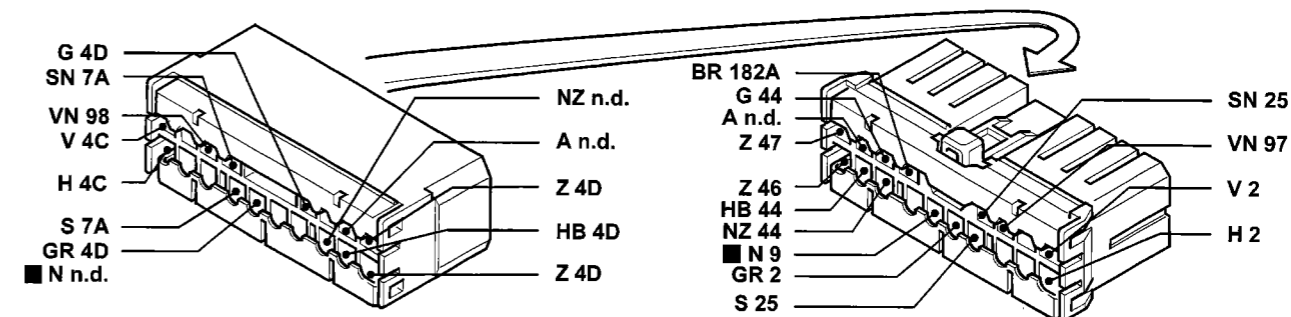 G 4D
SN 7A
VN 98
V 4C
H 4C
S 7A
GR 4D
N n.d.
NZ n.d.
A n.d.
Z 4D
HB 4D
Z 4D
BR 182A
G 44
A n.d.
Z 47
Z 46
HB 44
NZ 44
N 9
GR 2
S 25
SN 25
VN 97
V 2
H 2